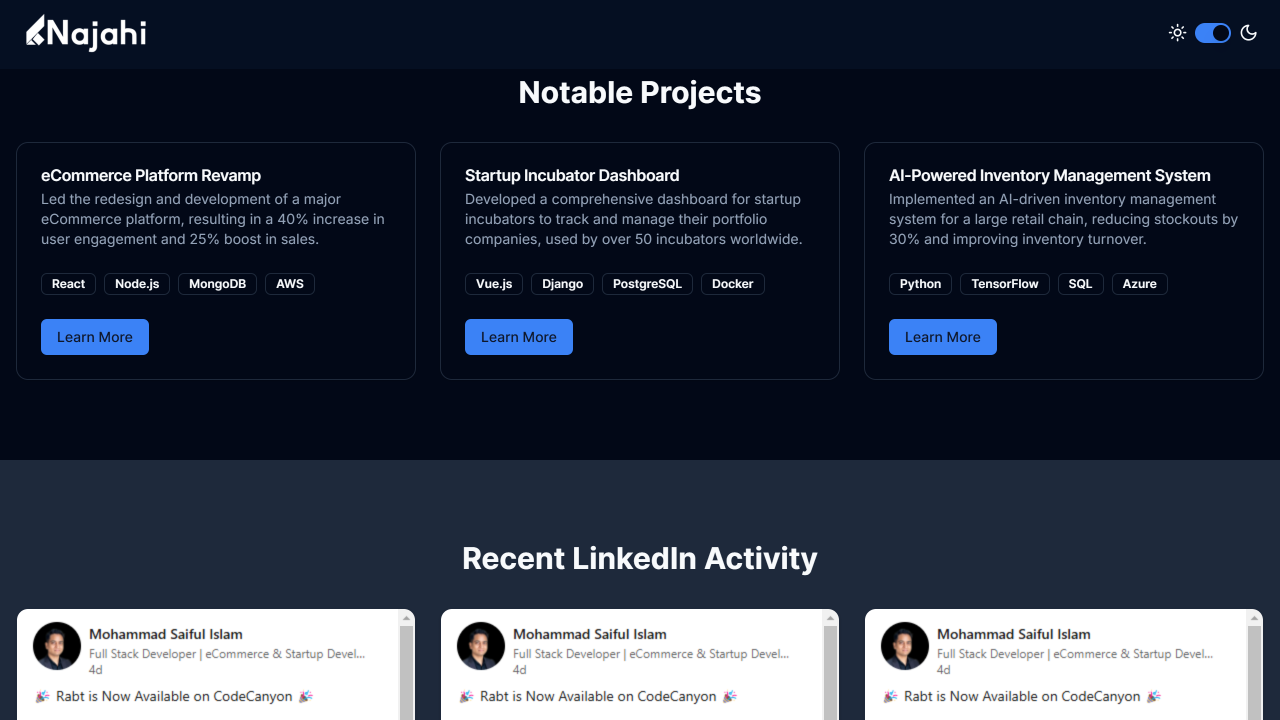 Najahi
Notable Projects
eCommerce Platform Revamp
Led the redesign and development of a major
eCommerce platform, resulting in a 40% increase in
user engagement and 25% boost in sales.
React Node.js MongoDB AWS
Learn More
Startup Incubator Dashboard
Developed a comprehensive dashboard for startup
incubators to track and manage their portfolio
companies, used by over 50 incubators worldwide.
Vue.js Django PostgreSQL Docker
Learn More
AI-Powered Inventory Management System
Implemented an AI-driven inventory management
system for a large retail chain, reducing stockouts by
30% and improving inventory turnover.
Python TensorFlow SQL Azure
Learn More
Recent LinkedIn Activity
Mohammad Saiful Islam
Full Stack Developer | eCommerce & Startup Devel...
4d
🎉 Rabt is Now Available on CodeCanyon 🎉
Mohammad Saiful Islam
Full Stack Developer | eCommerce & Startup Devel...
4d
🎉 Rabt is Now Available on CodeCanyon 🎉
Mohammad Saiful Islam
Full Stack Developer | eCommerce & Startup Devel...
4d
🎉 Rabt is Now Available on CodeCanyon 🎉